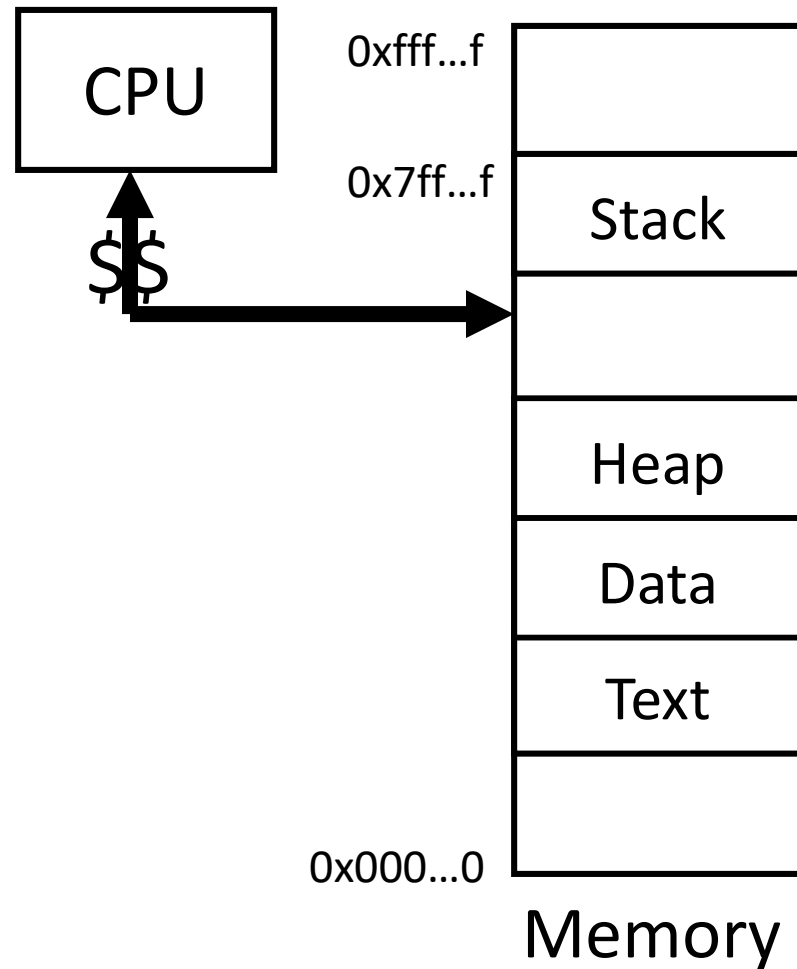 CPU
$$
0xfff...f
0x7ff...f
Stack
Heap
Data
Text
0x000...0
Memory